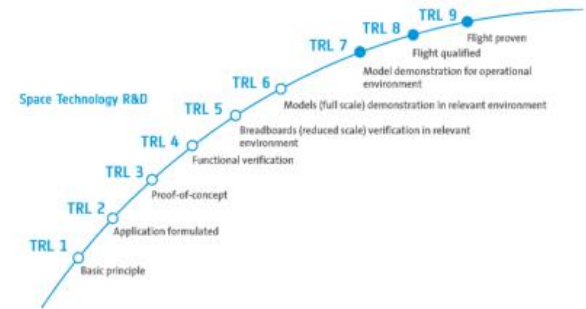 TRL 9
Flight proven
TRL 8
Flight qualified
TRL 7
Model demonstration for operational
environment
TRL 6
Models (full scale) demonstration in relevant environment
Space Technology R&D
TRL 5
Breadboards (reduced scale) verification in relevant
environment
TRL 4
Functional verification
TRL 3
Proof-of-concept
TRL 2
Application formulated
TRL 1
Basic principle